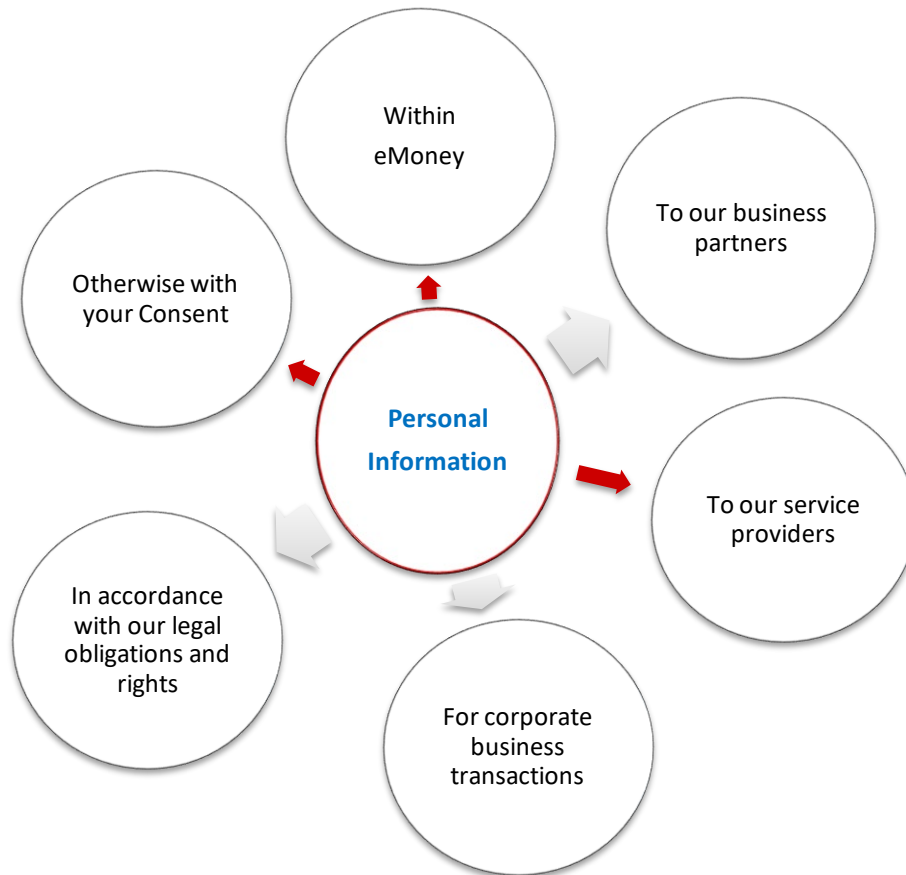 Within
eMoney
To our business
partners
Otherwise with
your Consent
Personal
Information
To our service
providers
In accordance
with our legal
obligations and
rights
For corporate
business
transactions